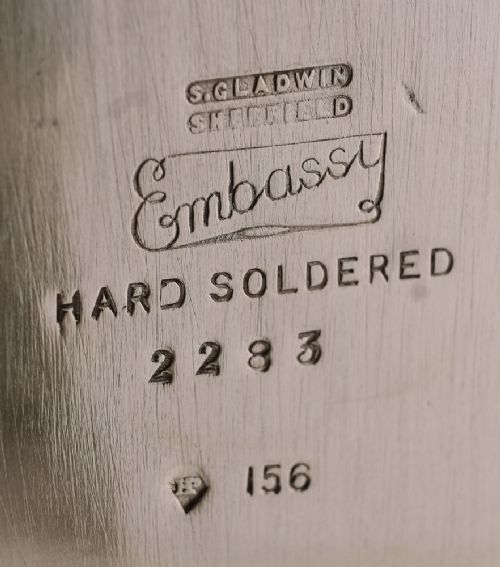 S.GLADWIN
SHEFFIELD
Embassy
HARD SOLDERED
2283
156